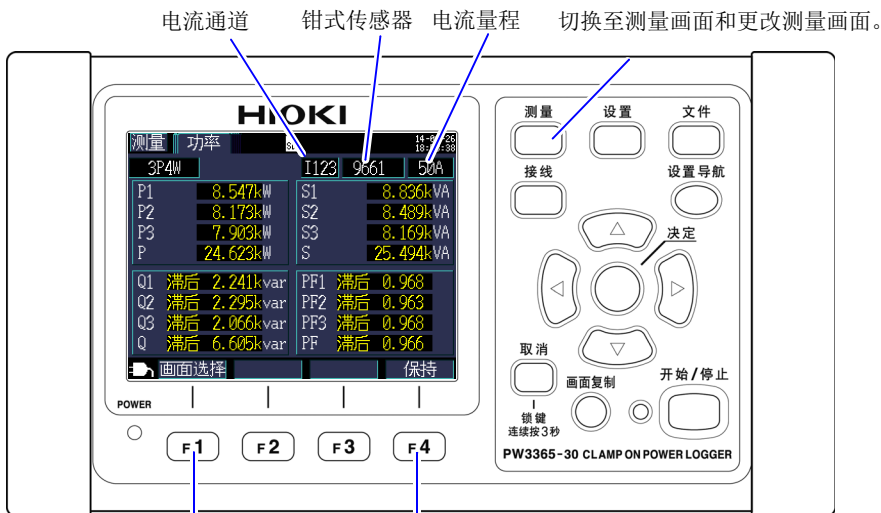 电流通道 钳式传感器 电流量程 切换至测量画面和更改测量画面。
HIOKI
测量 功率
3P4W I123 9661 50A
P1 8.547kW S1 8.836kVA
P2 8.173kW S2 8.489kVA
P3 7.903kW S3 8.169kVA
P 24.623kW S 25.494kVA
Q1 滞后 2.241kvar PF1 滞后 0.968
Q2 滞后 2.295kvar PF2 滞后 0.963
Q3 滞后 2.066kvar PF3 滞后 0.968
Q 滞后 6.605kvar PF 滞后 0.966
画面选择 保持
POWER
F1 F2 F3 F4
测量 设置 文件
接线 设置导航
决定
取消 画面复制 开始/停止
锁键
连续按3秒
PW3365-30 CLAMP ON POWER LOGGER